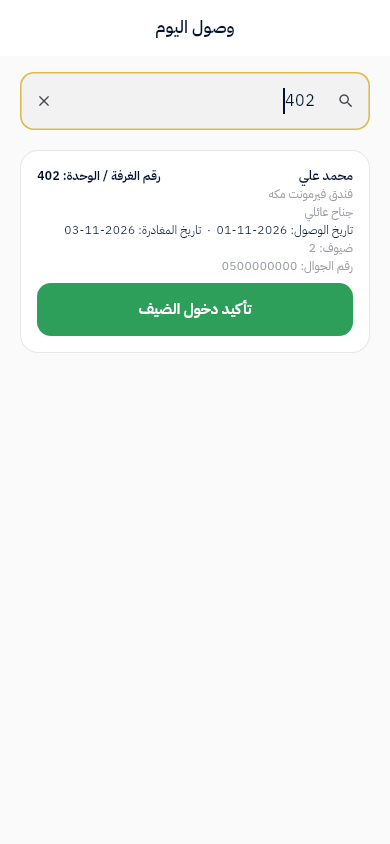 وصول اليوم
402
محمد علي
رقم الغرفة / الوحدة: 402
فندق فيرمونت مكه
جناح عائلي
تاريخ الوصول: 2026-11-01 · تاريخ المغادرة: 2026-11-03
ضيوف: 2
رقم الجوال: 0500000000
تأكيد دخول الضيف